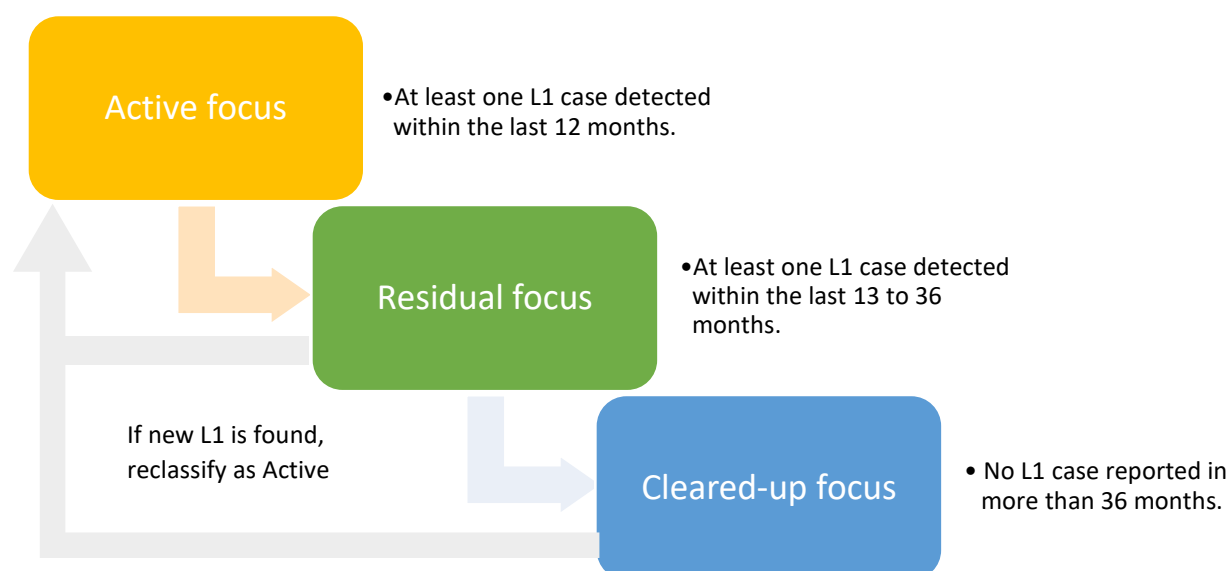 Active focus
•At least one L1 case detected
within the last 12 months.
Residual focus
•At least one L1 case detected
within the last 13 to 36
months.
If new L1 is found,
reclassify as Active
Cleared-up focus
• No L1 case reported in
more than 36 months.